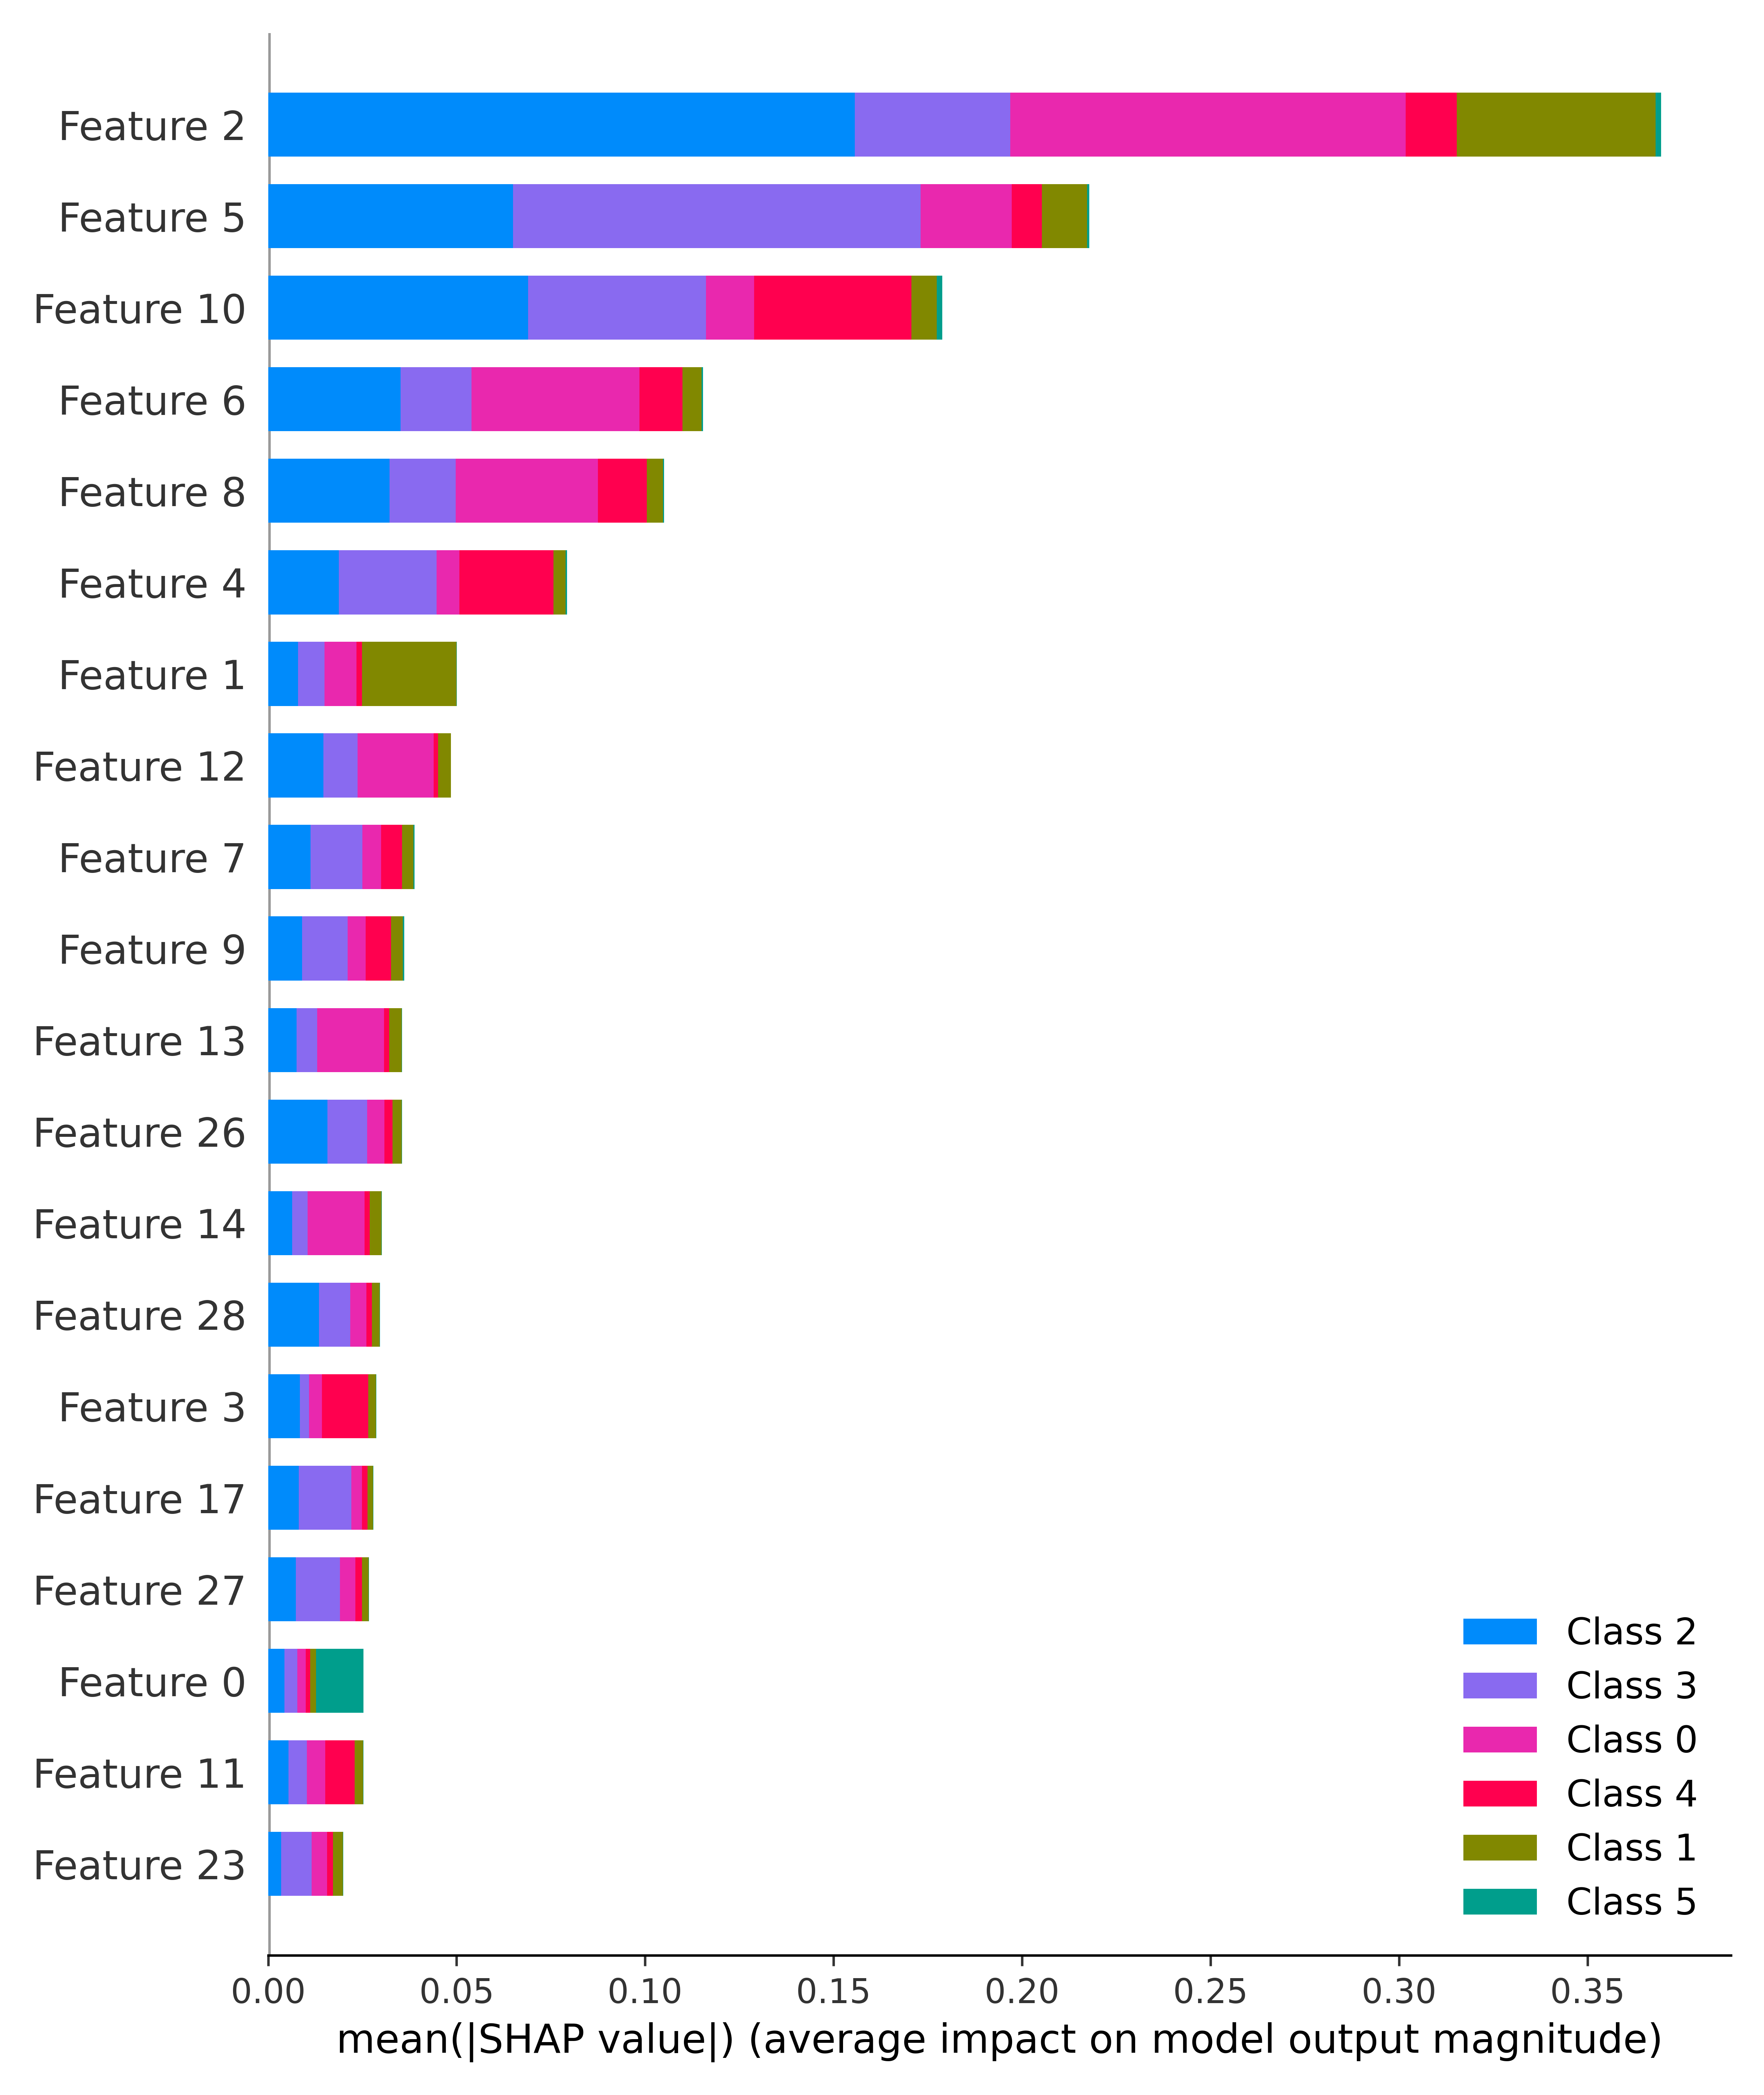 Feature 2
Feature 5
Feature 10
Feature 6
Feature 8
Feature 4
Feature 1
Feature 12
Feature 7
Feature 9
Feature 13
Feature 26
Feature 14
Feature 28
Feature 3
Feature 17
Feature 27
Feature 0
Feature 11
Feature 23
Class 2
Class 3
Class 0
Class 4
Class 1
Class 5
0.00 0.05 0.10 0.15 0.20 0.25 0.30 0.35
mean(|SHAP value|) (average impact on model output magnitude)